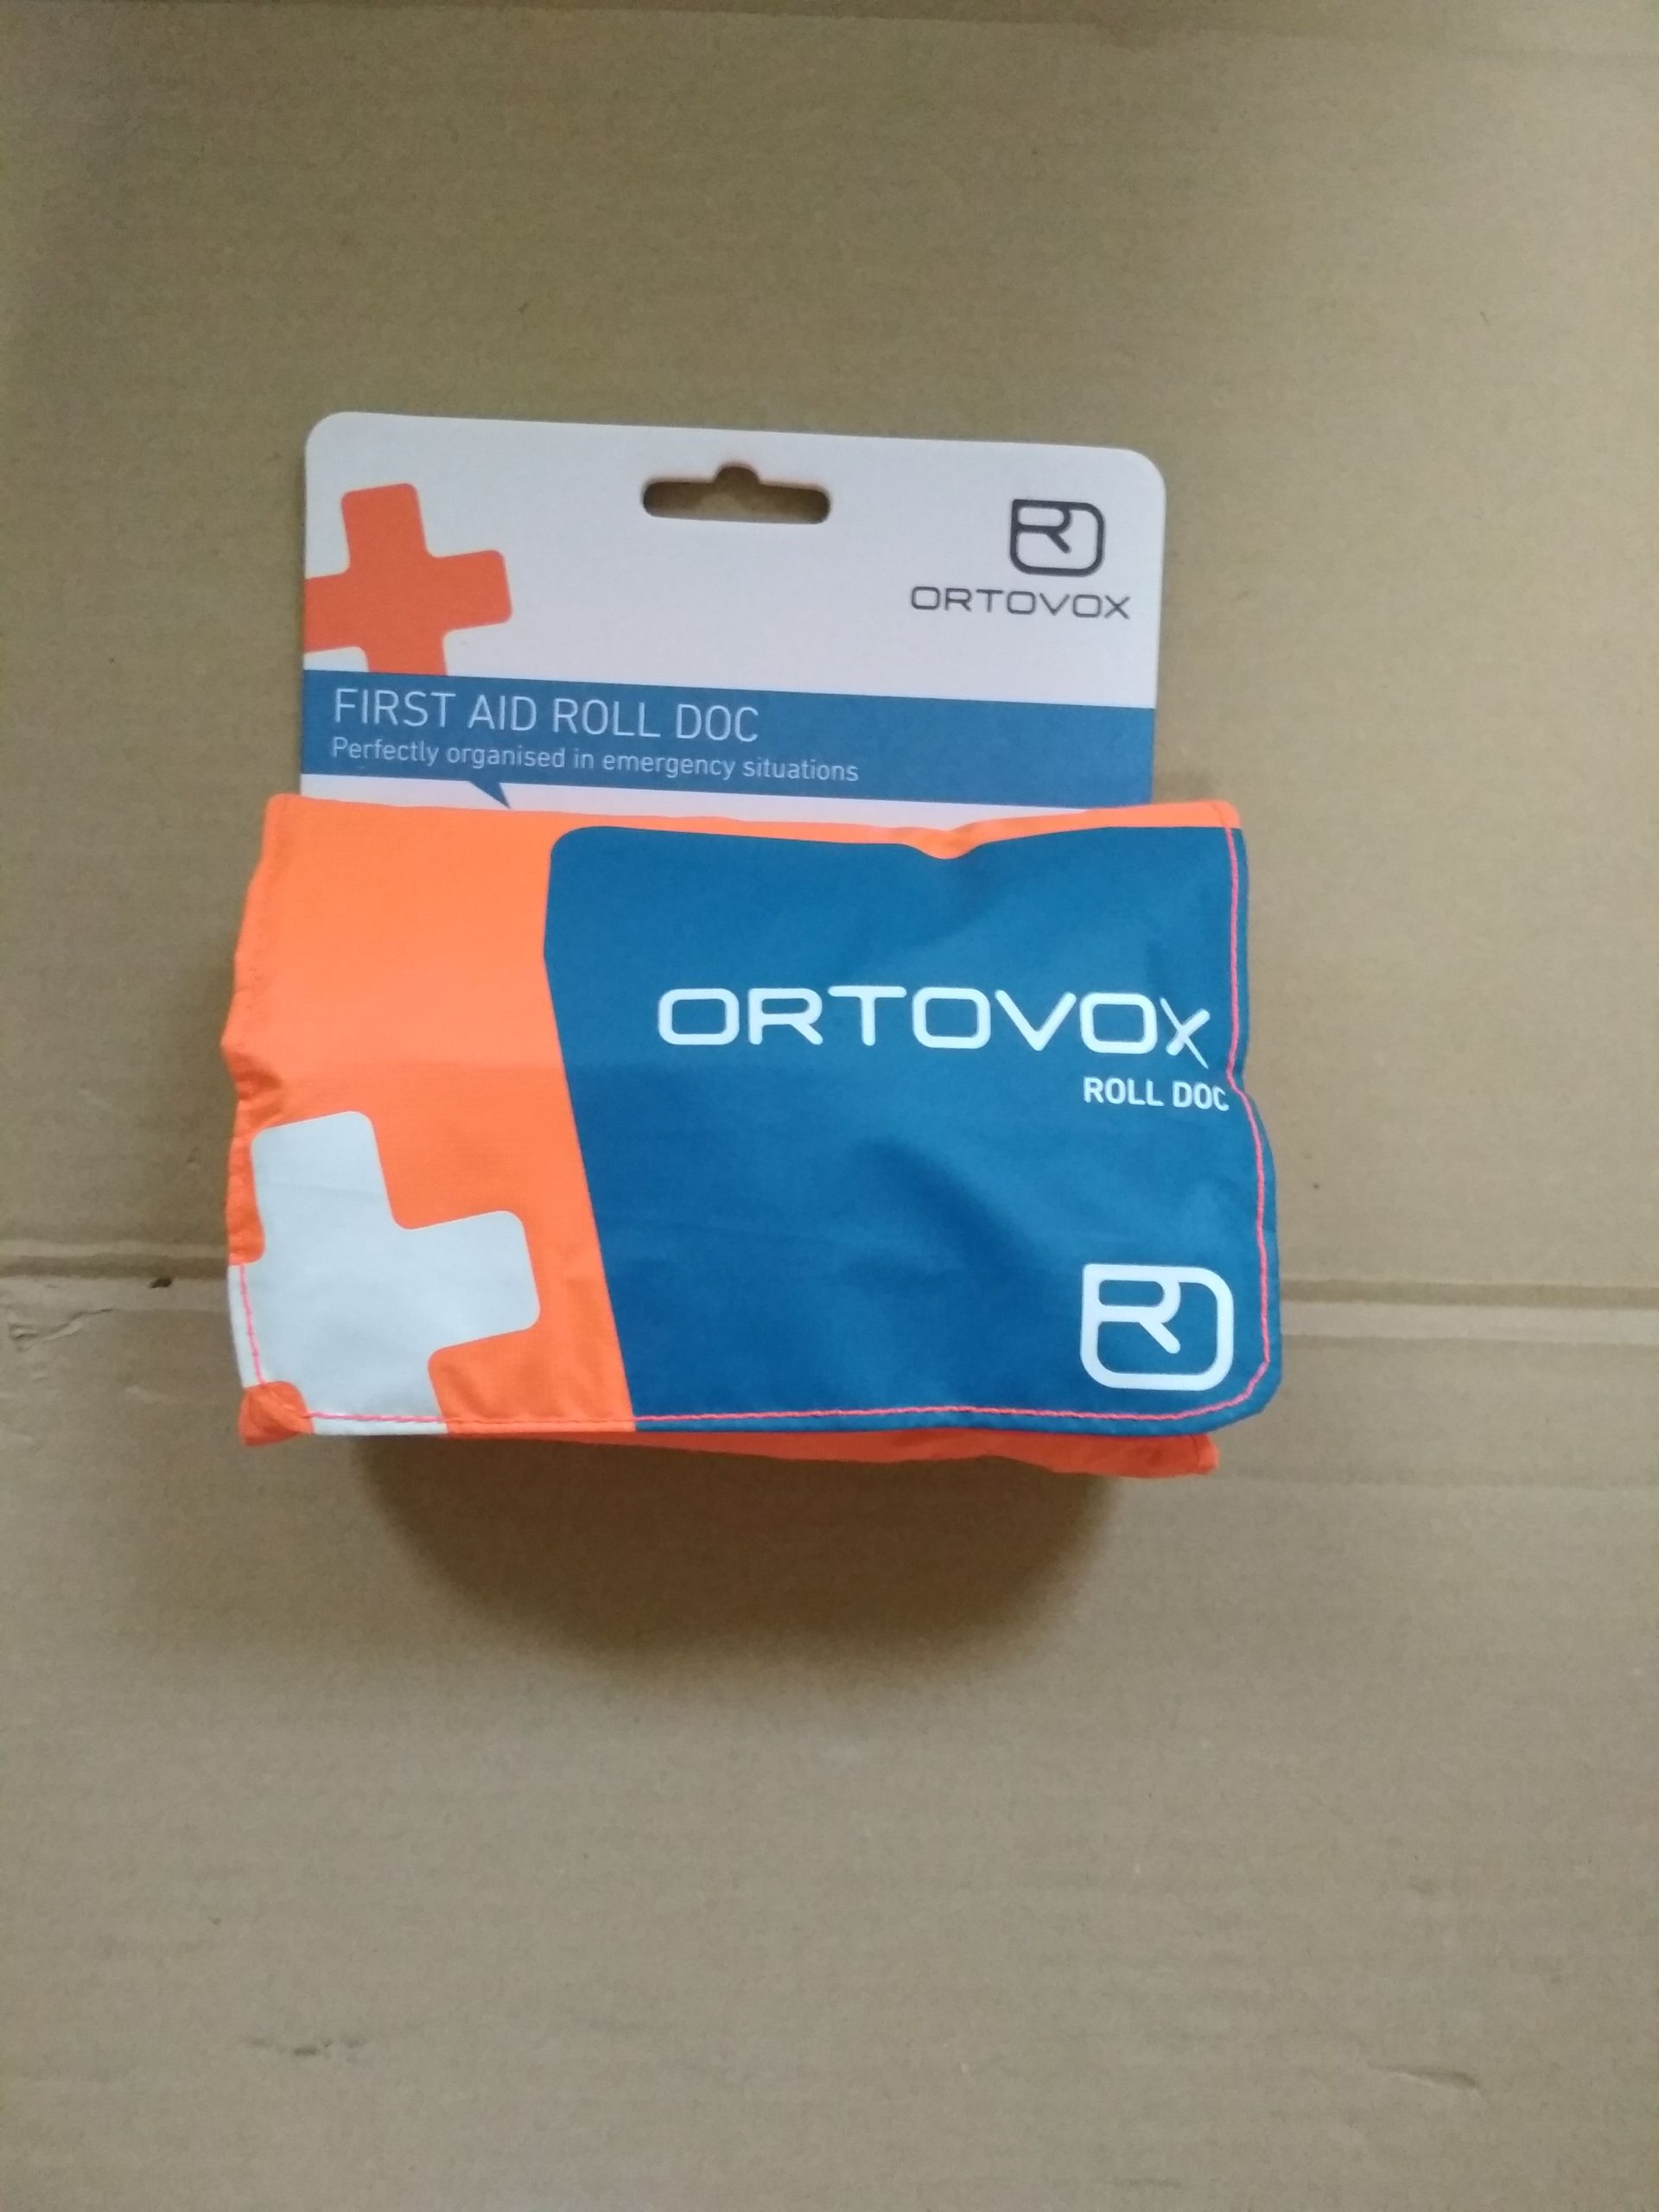 ORTOVOX
FIRST AID ROLL DOC
Perfectly organised in emergency situations
ORTOVOX
ROLL DOC